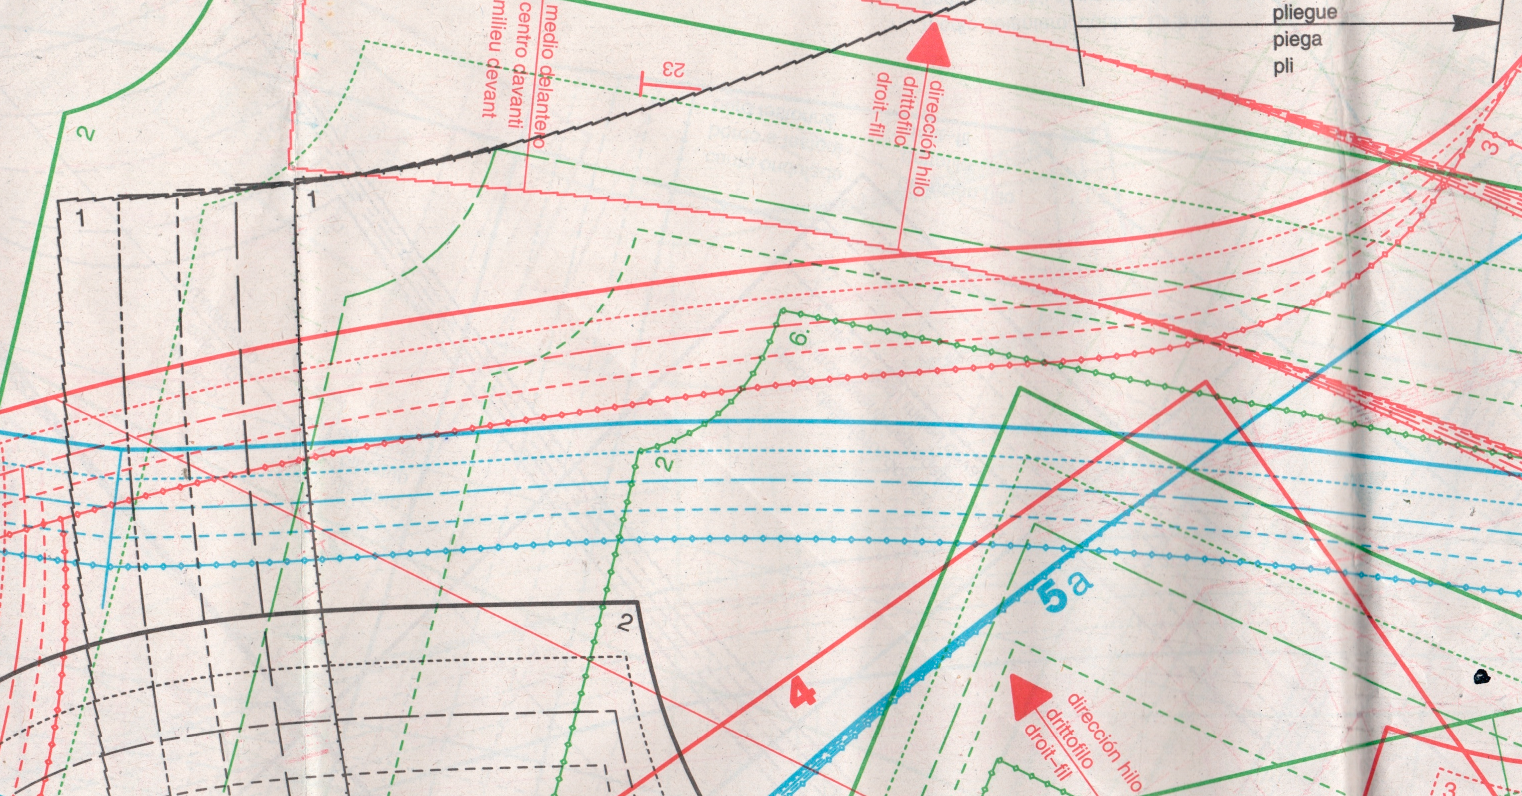 pliegue
piega
pli
medio delantero
centro davanti
milieu devant
23
dirección hilo
drittofilo
droit-fil
2
3
1
1
6
2
5a
2
4
dirección hilo
drittofilo
droit-fil
3